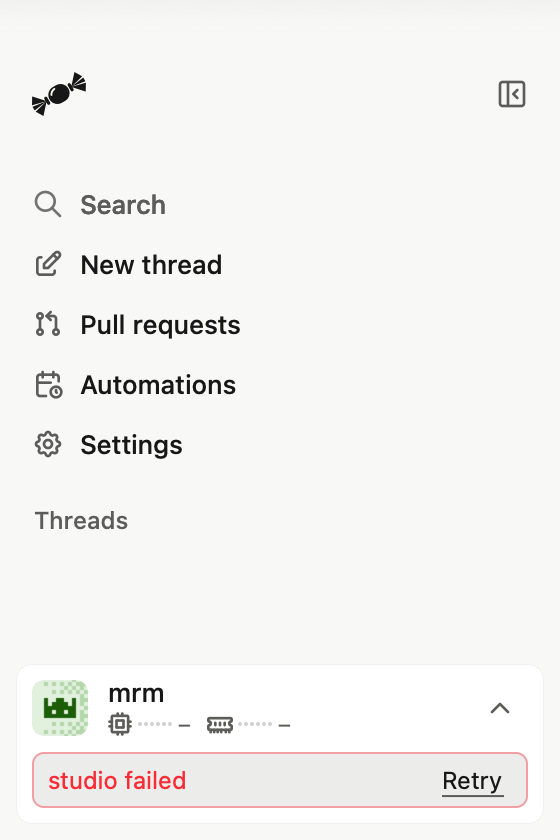 Search
New thread
Pull requests
Automations
Settings
Threads
mrm
– –
studio failed Retry